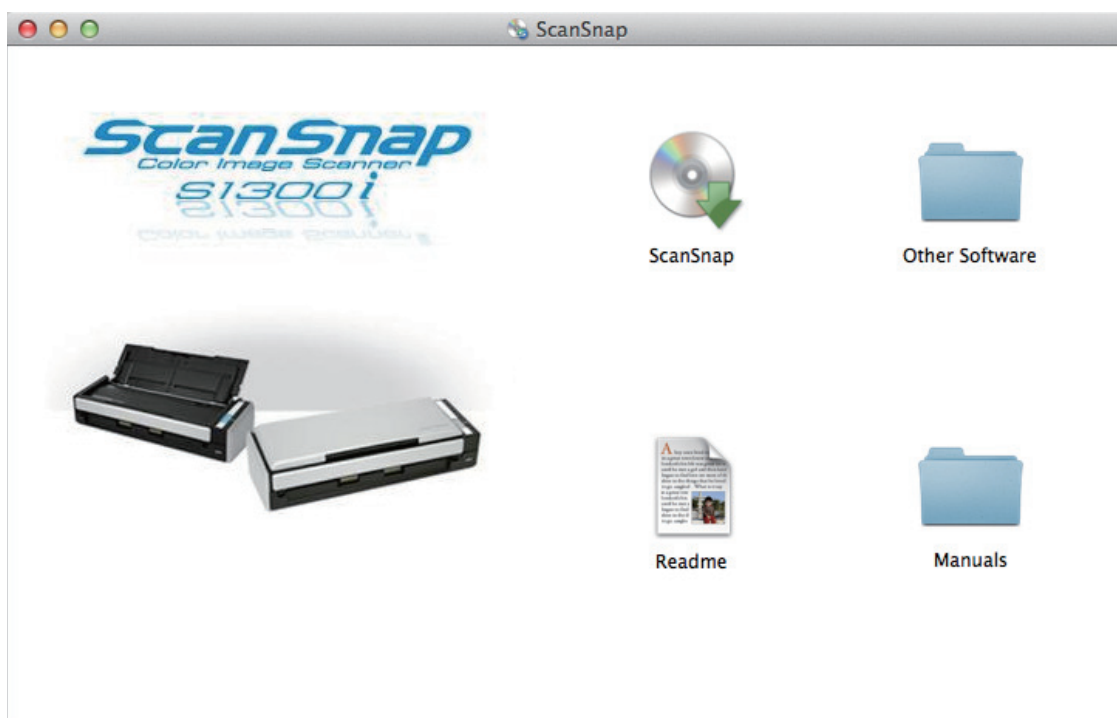 ScanSnap
ScanSnap
Color Image Scanner
S1300i
ScanSnap
Other Software
Readme
Manuals